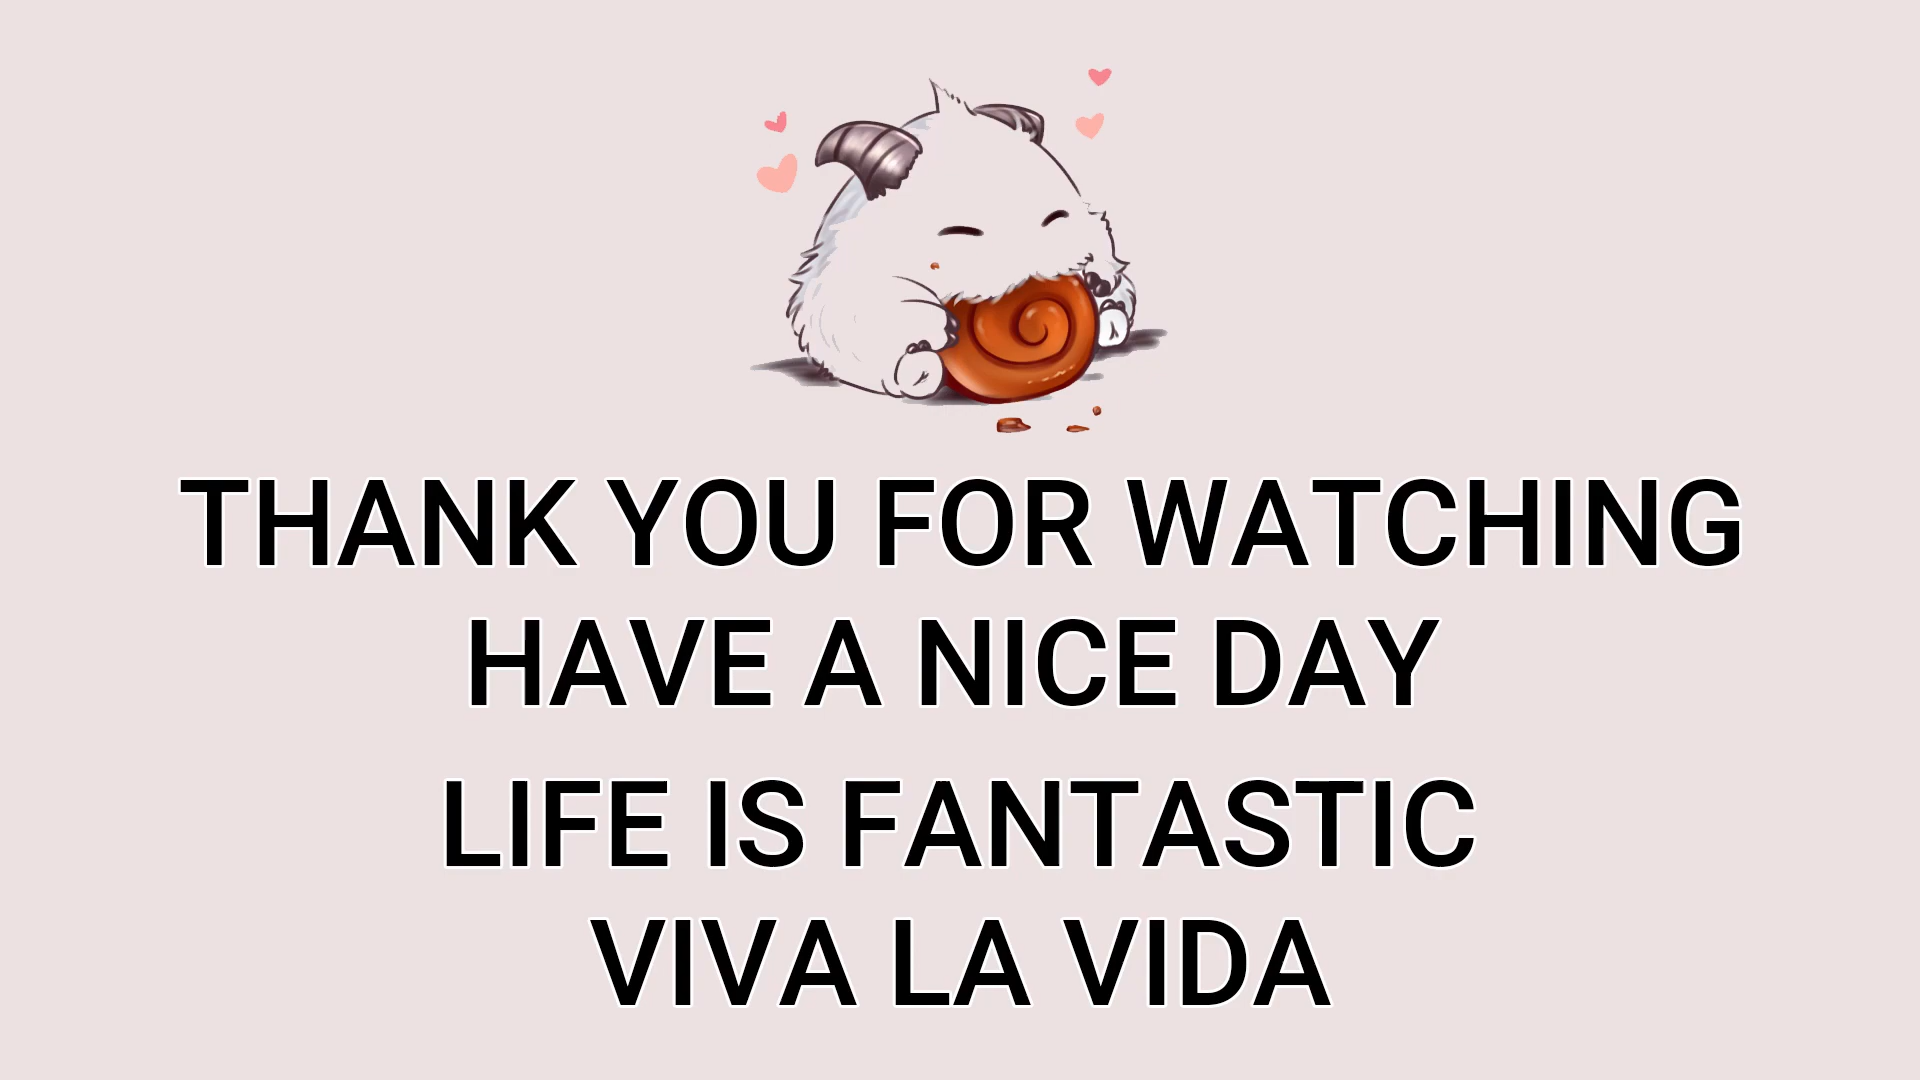 THANK YOU FOR WATCHING
HAVE A NICE DAY
LIFE IS FANTASTIC
VIVA LA VIDA